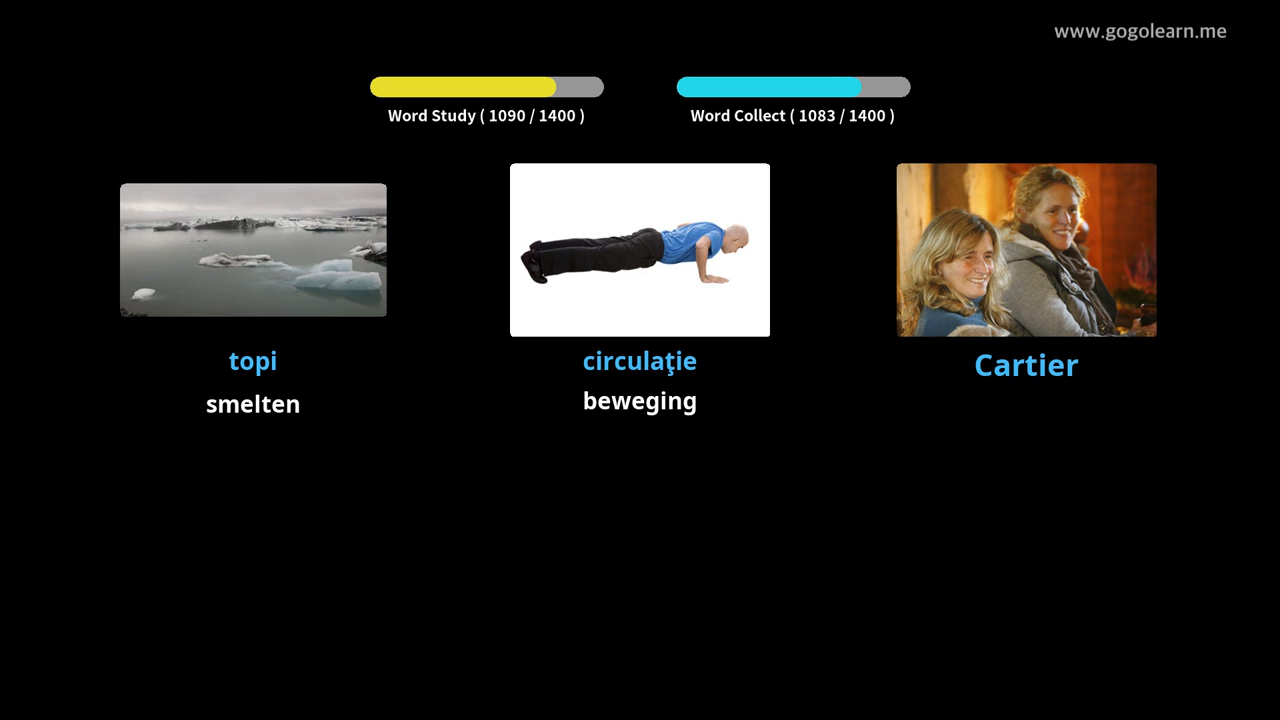 www.gogolearn.me
Word Study ( 1090 / 1400 )
Word Collect ( 1083 / 1400 )
topi
circulaţie
Cartier
smelten
beweging